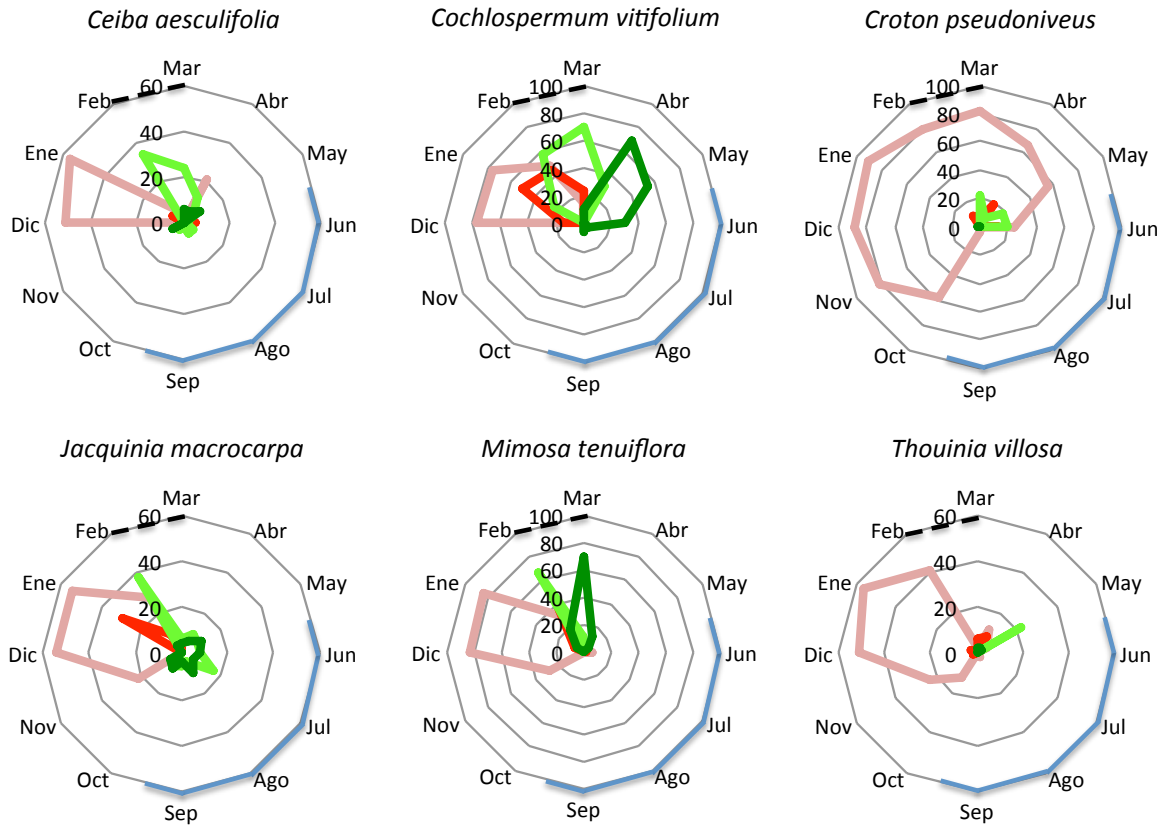 Ceiba aesculifolia
Cochlospermum vitifolium
Croton pseudoniveus
Mar
60
Feb
Abr
40
Ene
May
20
Dic
0
Jun
Nov
Jul
Oct
Ago
Sep
Mar
100
Feb
Abr
80
60
Ene
May
40
20
Dic
0
Jun
Nov
Jul
Oct
Ago
Sep
Mar
100
Feb
Abr
80
60
Ene
May
40
20
Dic
0
Jun
Nov
Jul
Oct
Ago
Sep
Jacquinia macrocarpa
Mimosa tenuiflora
Thouinia villosa
Mar
60
Feb
Abr
40
Ene
May
20
Dic
0
Jun
Nov
Jul
Oct
Ago
Sep
Mar
100
Feb
Abr
80
60
Ene
May
40
20
Dic
0
Jun
Nov
Jul
Oct
Ago
Sep
Mar
60
Feb
Abr
40
Ene
May
20
Dic
0
Jun
Nov
Jul
Oct
Ago
Sep